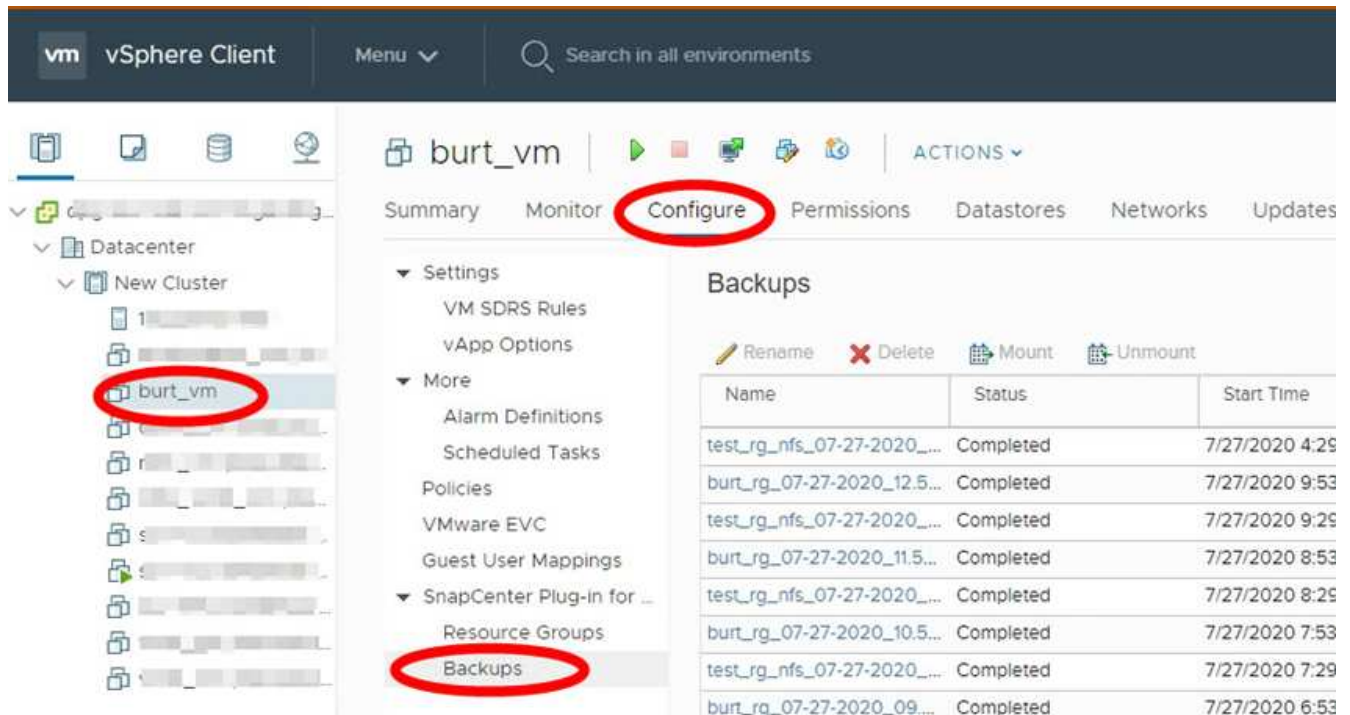 vm vSphere Client Menu Search in all environments
burt_vm ACTIONS
Summary Monitor Configure Permissions Datastores Networks Updates
Datacenter
New Cluster
burt_vm
Settings
VM SDRS Rules
vApp Options
More
Alarm Definitions
Scheduled Tasks
Policies
VMware EVC
Guest User Mappings
SnapCenter Plug-in for ...
Resource Groups
Backups
Backups
Rename Delete Mount Unmount
Name Status Start Time
test_rg_nfs_07-27-2020_... Completed 7/27/2020 4:29
burt_rg_07-27-2020_12.5... Completed 7/27/2020 9:53
test_rg_nfs_07-27-2020_... Completed 7/27/2020 9:29
burt_rg_07-27-2020_11.5... Completed 7/27/2020 8:53
test_rg_nfs_07-27-2020_... Completed 7/27/2020 8:29
burt_rg_07-27-2020_10.5... Completed 7/27/2020 7:53
test_rg_nfs_07-27-2020_... Completed 7/27/2020 7:29
burt_rg_07-27-2020_09.... Completed 7/27/2020 6:53